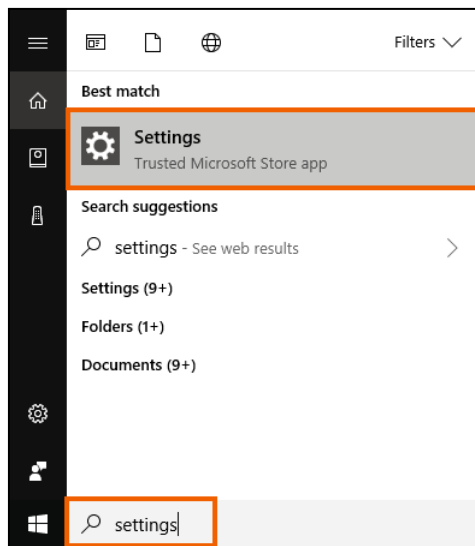 Filters
Best match
Settings
Trusted Microsoft Store app
Search suggestions
settings - See web results
Settings (9+)
Folders (1+)
Documents (9+)
settings